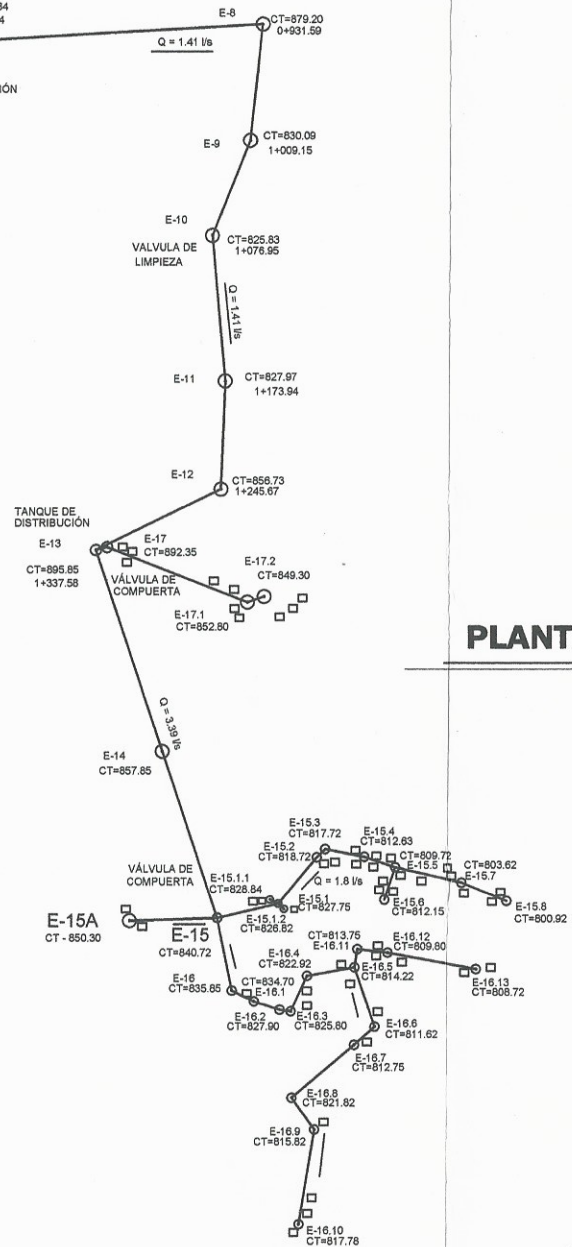 E-8
CT=879.20
0+931.59
Q = 1.41 l/s
E-9
CT=830.09
1+009.15
E-10
VALVULA DE
LIMPIEZA
CT=825.83
1+076.95
Q = 1.41 l/s
E-11
CT=827.97
1+173.94
E-12
CT=856.73
1+245.67
TANQUE DE
DISTRIBUCIÓN
E-13
CT=895.85
1+337.58
E-17
CT=892.35
VÁLVULA DE
COMPUERTA
E-17.2
CT=849.30
E-17.1
CT=852.80
PLANT
Q = 3.39 l/s
E-14
CT=857.85
VÁLVULA DE
COMPUERTA
E-15A
CT - 850.30
E-15
CT=840.72
E-15.1.1
CT=828.84
E-15.1.2
CT=826.82
E-15.1
CT=827.75
E-15.2
CT=818.72
E-15.3
CT=817.72
Q = 1.8 l/s
E-15.4
CT=812.63
CT=809.72
E-15.5
E-15.6
CT=812.15
CT=803.62
E-15.7
E-15.8
CT=800.92
E-16
CT=835.85
CT=834.70
E-16.1
E-16.2
CT=827.90
E-16.3
CT=825.80
E-16.4
CT=822.92
CT=813.75
E-16.11
E-16.5
CT=814.22
E-16.12
CT=809.80
E-16.13
CT=808.72
E-16.6
CT=811.62
E-16.7
CT=812.75
E-16.8
CT=821.82
E-16.9
CT=815.82
E-16.10
CT=817.78